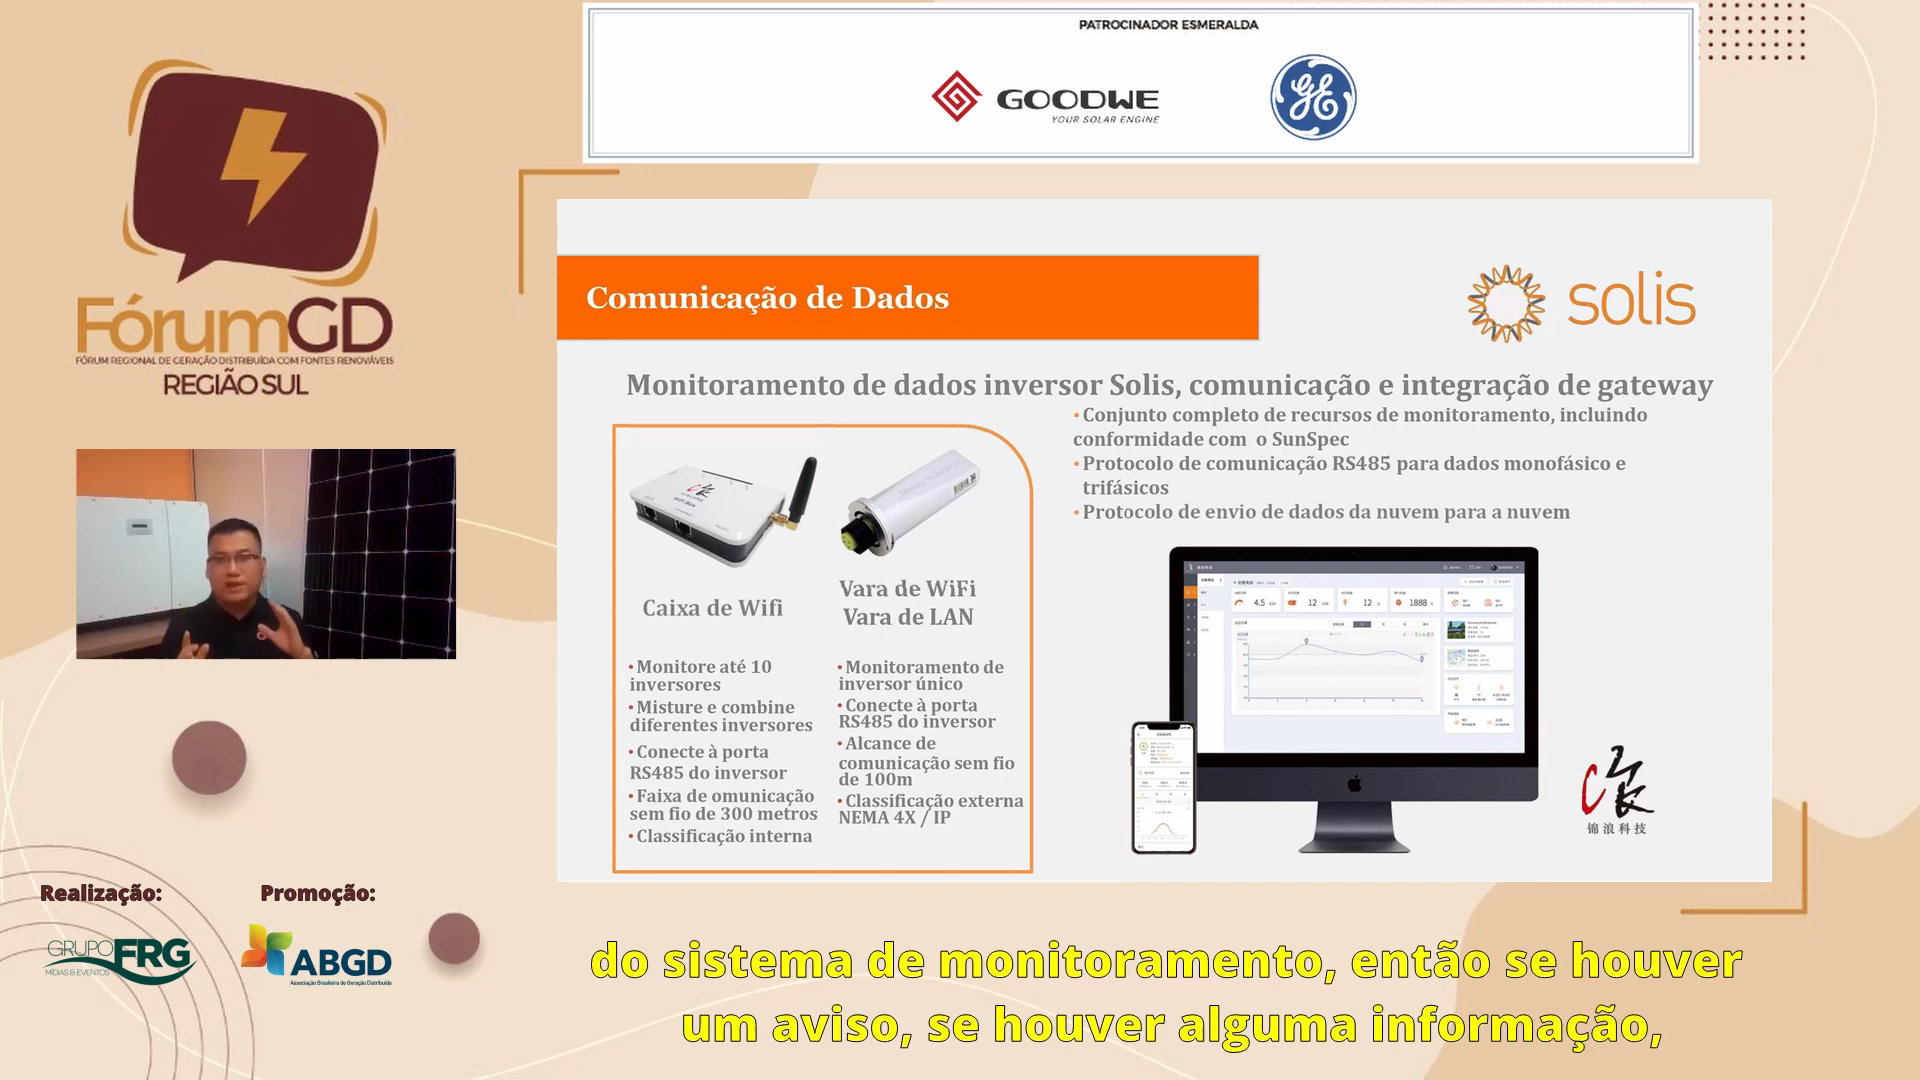 PATROCINADOR ESMERALDA
GOODWE
YOUR SOLAR ENGINE
GE
FórumGD
FÓRUM REGIONAL DE GERAÇÃO DISTRIBUÍDA COM FONTES RENOVÁVEIS
REGIÃO SUL
Comunicação de Dados
solis
Monitoramento de dados inversor Solis, comunicação e integração de gateway
•Conjunto completo de recursos de monitoramento, incluindo
conformidade com o SunSpec
•Protocolo de comunicação RS485 para dados monofásico e
trifásicos
•Protocolo de envio de dados da nuvem para a nuvem
Caixa de Wifi
•Monitore até 10
inversores
•Misture e combine
diferentes inversores
•Conecte à porta
RS485 do inversor
•Faixa de omunicação
sem fio de 300 metros
•Classificação interna
Vara de WiFi
Vara de LAN
•Monitoramento de
inversor único
•Conecte à porta
RS485 do inversor
•Alcance de
comunicação sem fio
de 100m
•Classificação externa
NEMA 4X / IP
4.5
12
12
1888
锦浪科技
Realização:
GRUPO FRG
MÍDIAS & EVENTOS
Promoção:
ABGD
Associação Brasileira de Geração Distribuída
do sistema de monitoramento, então se houver
um aviso, se houver alguma informação,